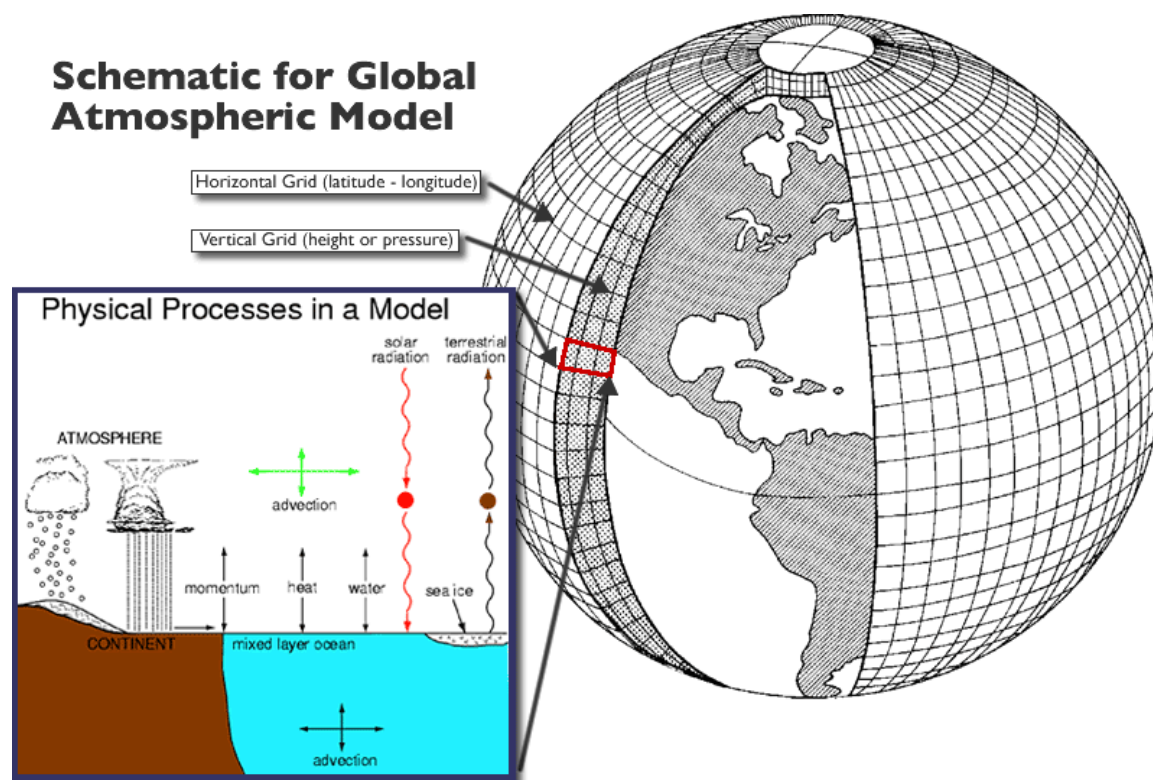 Schematic for Global
Atmospheric Model
Horizontal Grid (latitude - longitude)
Vertical Grid (height or pressure)
Physical Processes in a Model
solar
radiation
terrestrial
radiation
ATMOSPHERE
advection
momentum
heat
water
sea ice
CONTINENT
mixed layer ocean
advection